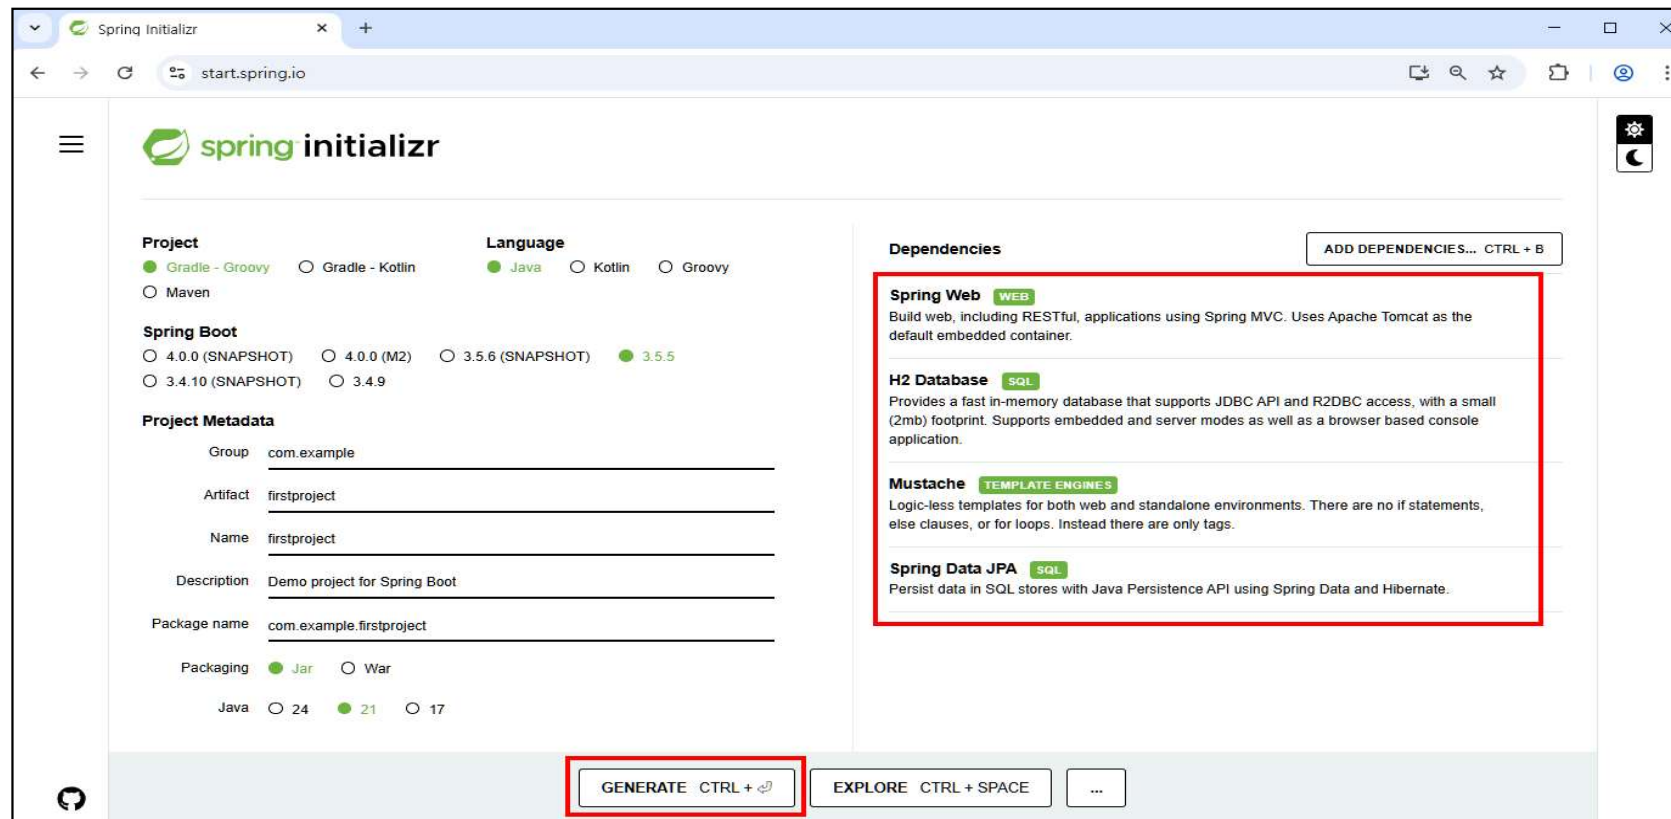 Spring Initializr
start.spring.io
spring initializr
Project
Gradle - Groovy Gradle - Kotlin
Maven
Language
Java Kotlin Groovy
Spring Boot
4.0.0 (SNAPSHOT) 4.0.0 (M2) 3.5.6 (SNAPSHOT) 3.5.5
3.4.10 (SNAPSHOT) 3.4.9
Project Metadata
Group com.example
Artifact firstproject
Name firstproject
Description Demo project for Spring Boot
Package name com.example.firstproject
Packaging Jar War
Java 24 21 17
Dependencies ADD DEPENDENCIES... CTRL + B
Spring Web WEB
Build web, including RESTful, applications using Spring MVC. Uses Apache Tomcat as the
default embedded container.
H2 Database SQL
Provides a fast in-memory database that supports JDBC API and R2DBC access, with a small
(2mb) footprint. Supports embedded and server modes as well as a browser based console
application.
Mustache TEMPLATE ENGINES
Logic-less templates for both web and standalone environments. There are no if statements,
else clauses, or for loops. Instead there are only tags.
Spring Data JPA SQL
Persist data in SQL stores with Java Persistence API using Spring Data and Hibernate.
GENERATE CTRL + ⏎ EXPLORE CTRL + SPACE ...